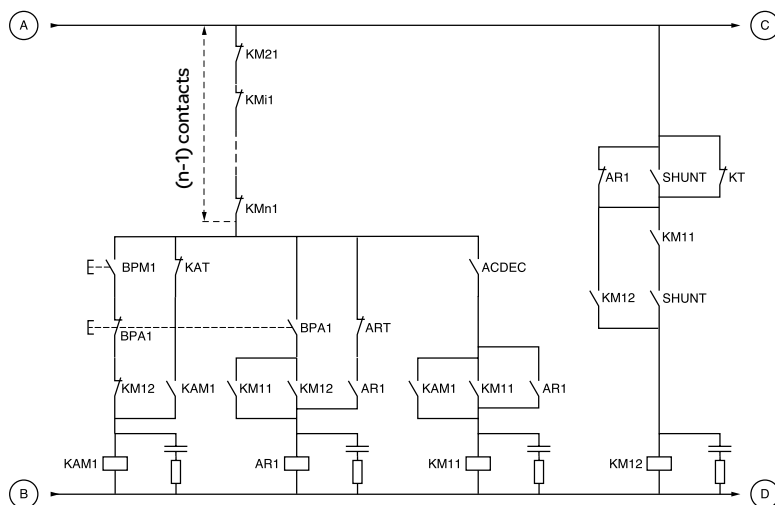 A
C
KM21
KMi1
(n-1) contacts
AR1
SHUNT
KT
KMn1
KM11
BPM1
KAT
ACDEC
KM12
SHUNT
BPA1
BPA1
ART
KM12
KAM1
KM11
KM12
AR1
KAM1
KM11
AR1
KAM1
AR1
KM11
KM12
B
D